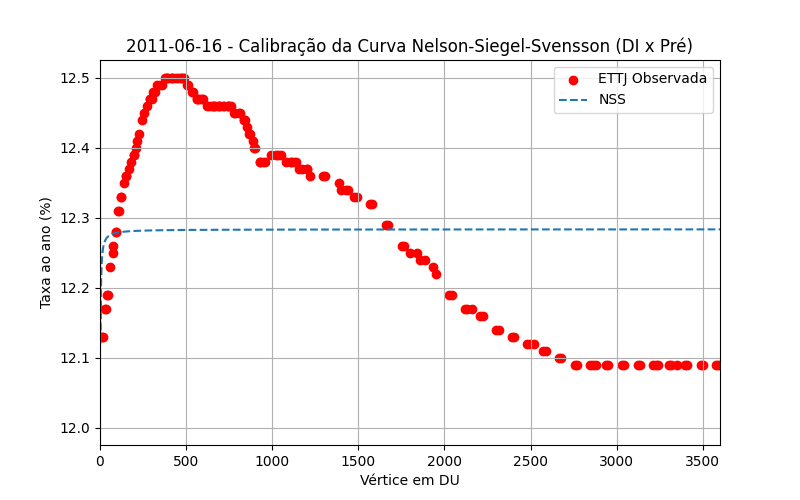 2011-06-16 - Calibração da Curva Nelson-Siegel-Svensson (DI x Pré)
ETTJ Observada
NSS
Taxa ao ano (%)
12.5
12.4
12.3
12.2
12.1
12.0
0 500 1000 1500 2000 2500 3000 3500
Vértice em DU